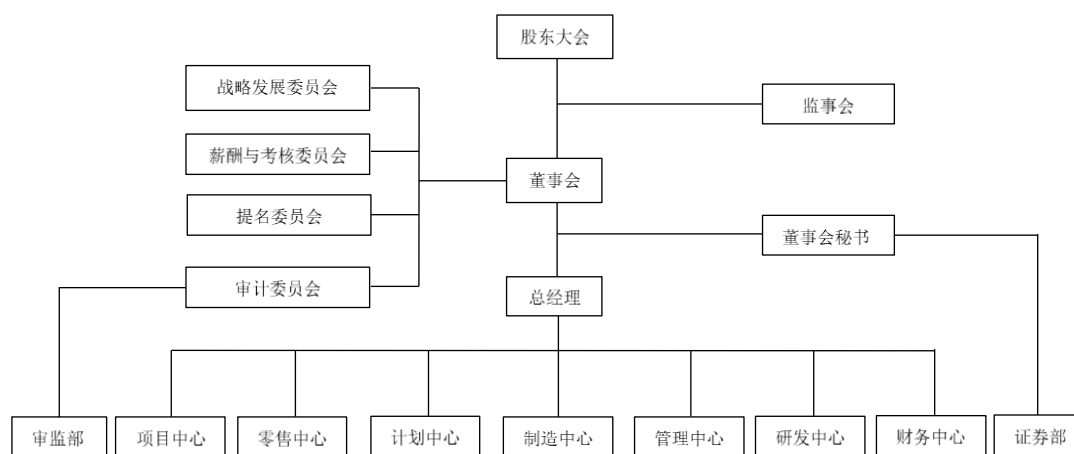 股东大会
战略发展委员会
监事会
薪酬与考核委员会
董事会
提名委员会
董事会秘书
审计委员会
总经理
审监部
项目中心
零售中心
计划中心
制造中心
管理中心
研发中心
财务中心
证券部